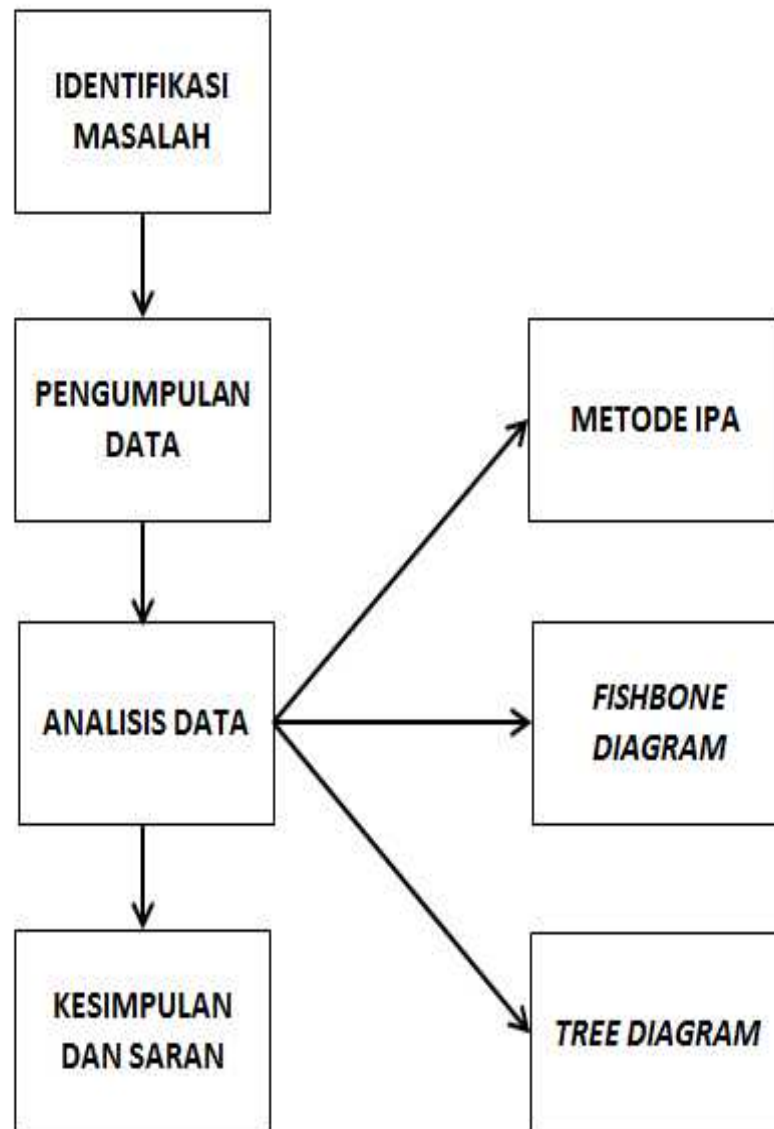 IDENTIFIKASI
MASALAH
PENGUMPULAN
DATA
METODE IPA
ANALISIS DATA
FISHBONE
DIAGRAM
KESIMPULAN
DAN SARAN
TREE DIAGRAM